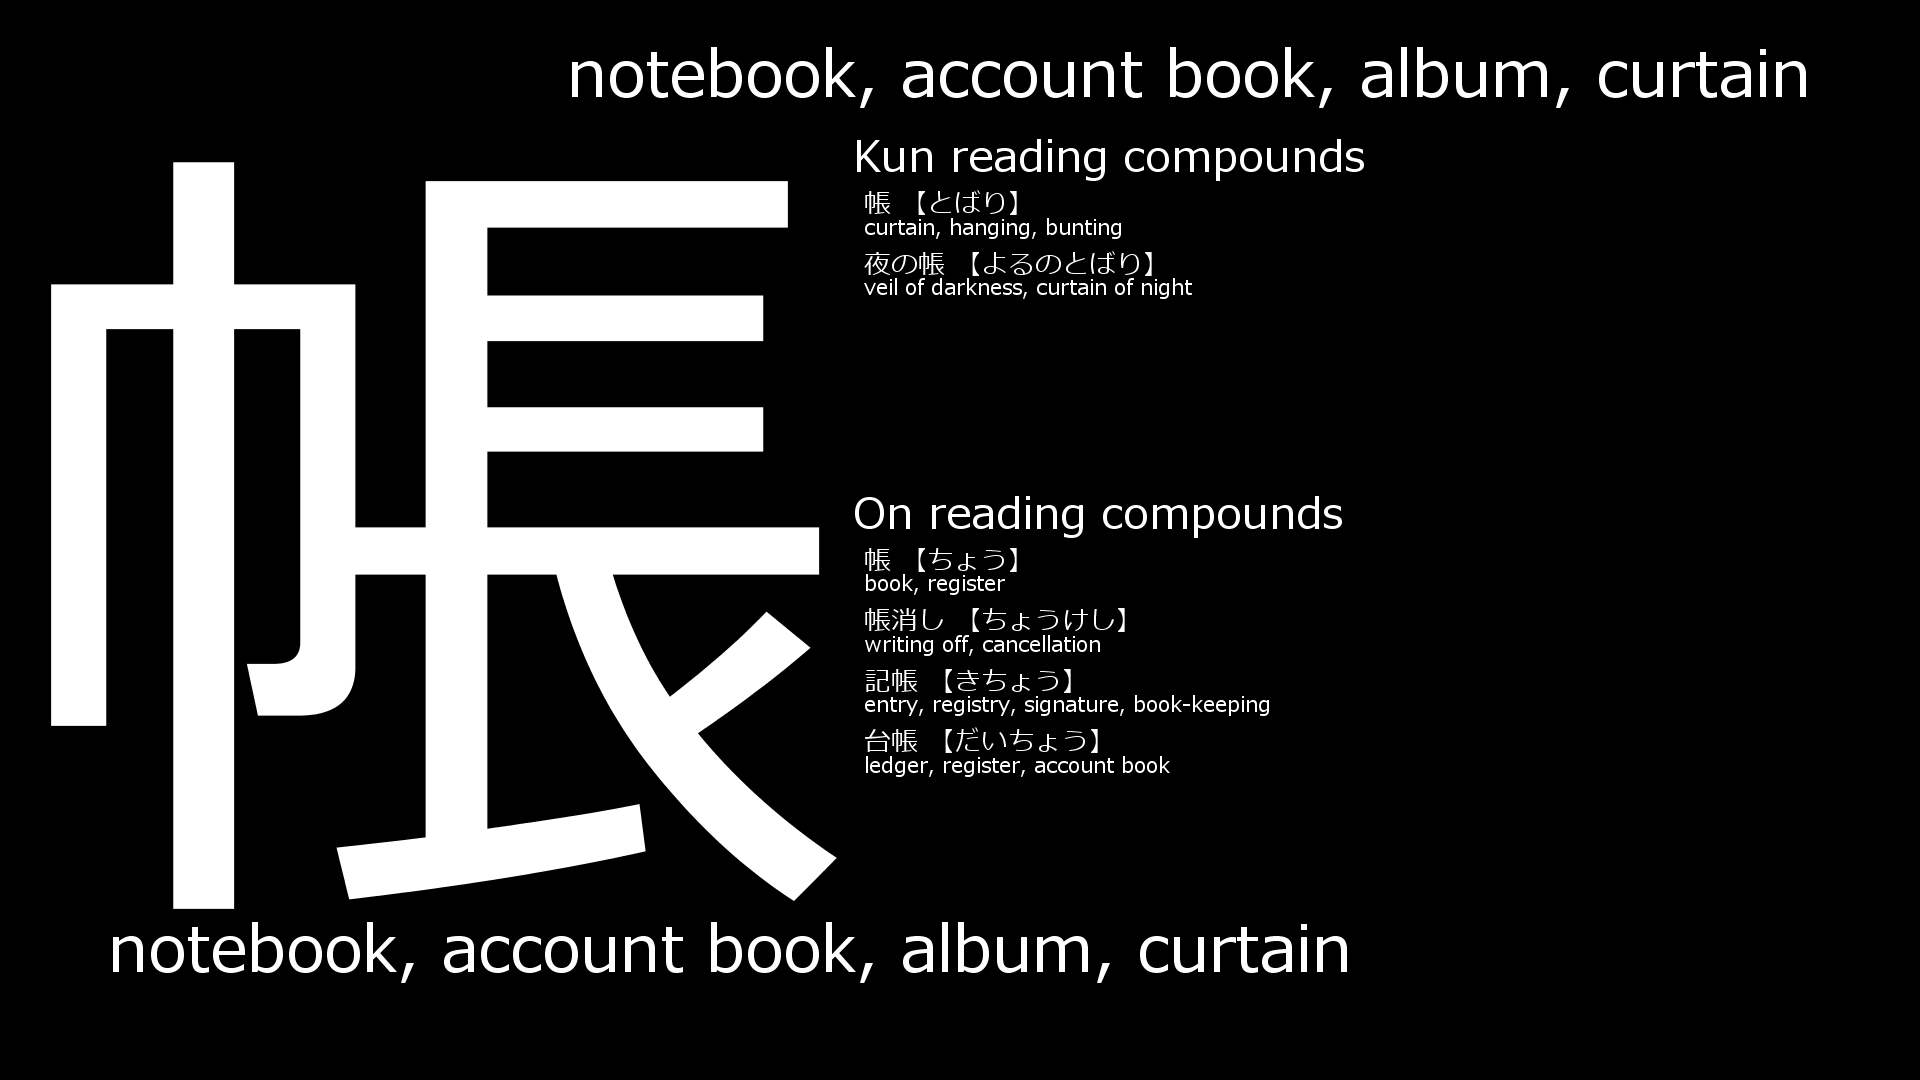 notebook, account book, album, curtain
帳
Kun reading compounds
帳 【とばり】
curtain, hanging, bunting
夜の帳 【よるのとばり】
veil of darkness, curtain of night
On reading compounds
帳 【ちょう】
book, register
帳消し 【ちょうけし】
writing off, cancellation
記帳 【きちょう】
entry, registry, signature, book-keeping
台帳 【だいちょう】
ledger, register, account book
notebook, account book, album, curtain